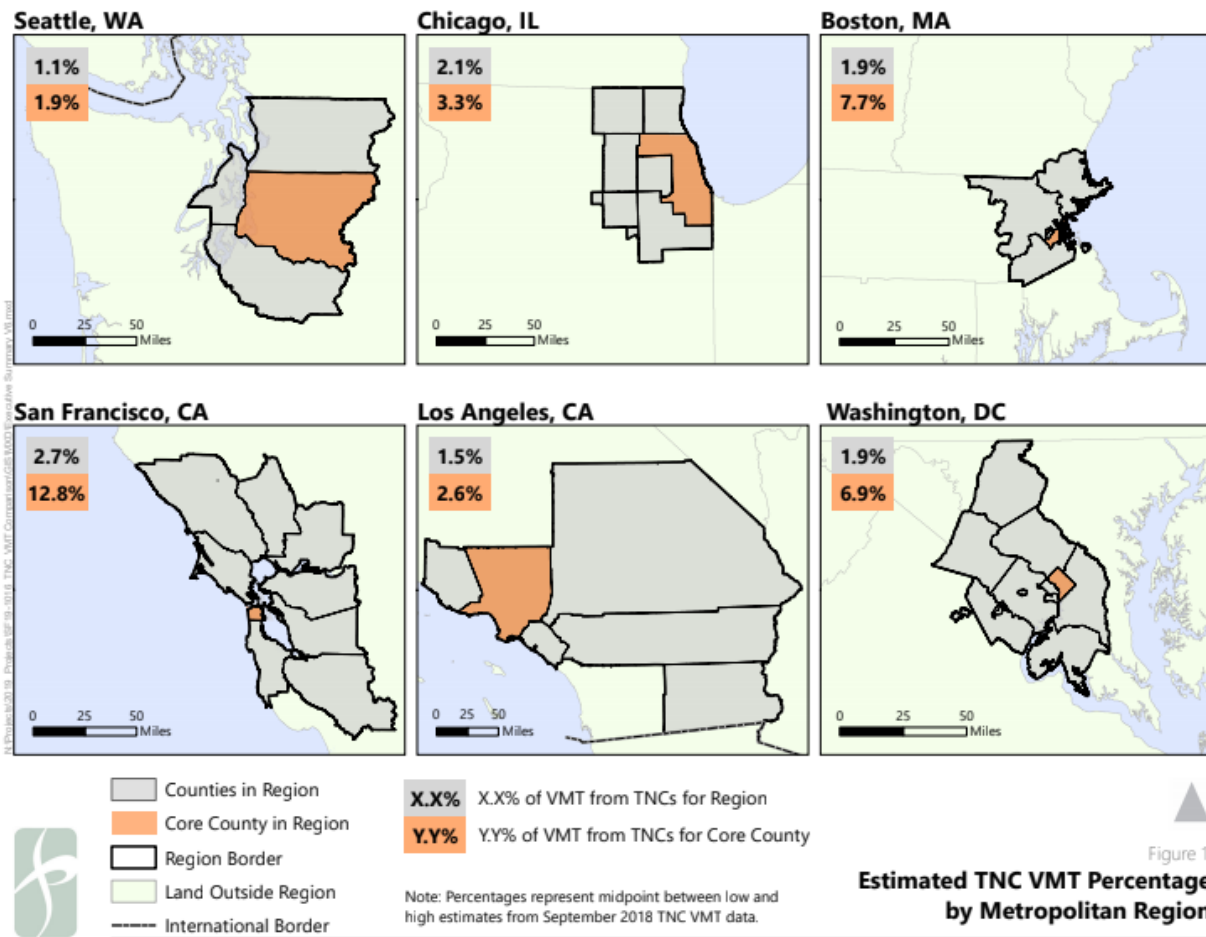 Seattle, WA
1.1%
1.9%
0 25 50
Miles
Chicago, IL
2.1%
3.3%
0 25 50
Miles
Boston, MA
1.9%
7.7%
0 25 50
Miles
San Francisco, CA
2.7%
12.8%
0 25 50
Miles
Los Angeles, CA
1.5%
2.6%
0 25 50
Miles
Washington, DC
1.9%
6.9%
0 25 50
Miles
Counties in Region
Core County in Region
Region Border
Land Outside Region
International Border
X.X% X.X% of VMT from TNCs for Region
Y.Y% Y.Y% of VMT from TNCs for Core County
Note: Percentages represent midpoint between low and
high estimates from September 2018 TNC VMT data.
Figure 1
Estimated TNC VMT Percentage
by Metropolitan Region